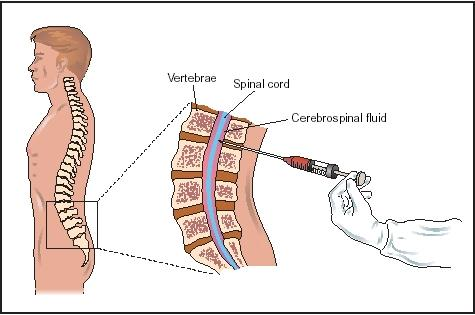 Vertebrae
Spinal cord
Cerebrospinal fluid